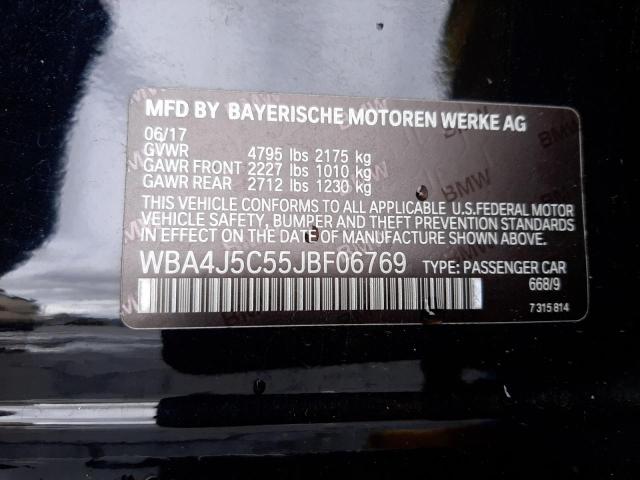 MFD BY BAYERISCHE MOTOREN WERKE AG
06/17
GVWR 4795 lbs 2175 kg
GAWR FRONT 2227 lbs 1010 kg
GAWR REAR 2712 lbs 1230 kg
THIS VEHICLE CONFORMS TO ALL APPLICABLE U.S.FEDERAL MOTOR
VEHICLE SAFETY, BUMPER AND THEFT PREVENTION STANDARDS
IN EFFECT ON THE DATE OF MANUFACTURE SHOWN ABOVE.
WBA4J5C55JBF06769 TYPE: PASSENGER CAR
668/9
7 315 814